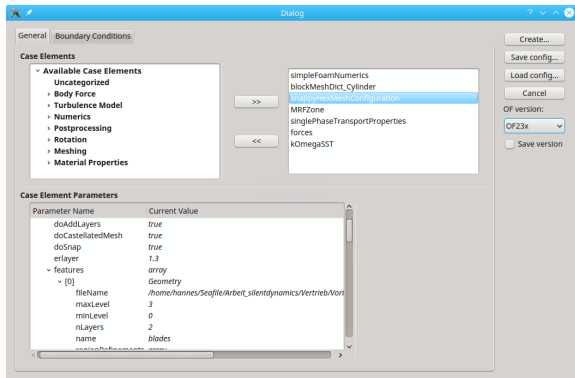 Dialog
General
Boundary Conditions
Create...
Save config...
Load config...
Cancel
OF version:
OF23x
Save version
Case Elements
Available Case Elements
Uncategorized
Body Force
Turbulence Model
Numerics
Postprocessing
Rotation
Meshing
Material Properties
>>
<<
simpleFoamNumerics
blockMeshDict_Cylinder
snappyHexMeshConfiguration
MRFZone
singlePhaseTransportProperties
forces
kOmegaSST
Case Element Parameters
Parameter Name Current Value
doAddLayers true
doCastellatedMesh true
doSnap true
erlayer 1.3
features array
[0] Geometry
fileName /home/hannes/Seafile/Arbeit_silentdynamics/Vertrieb/Vort
maxLevel 3
minLevel 0
nLayers 2
name blades
regionRefinements array